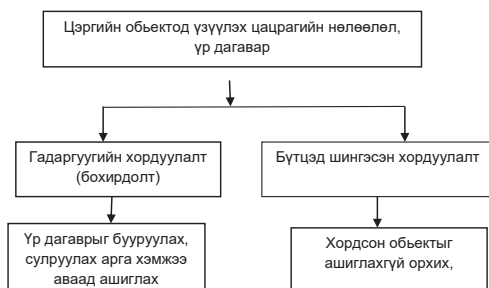 Цэргийн обьектод үзүүлэх цацрагийн нөлөөлөл,
үр дагавар
Гадаргуугийн хордуулалт
(бохирдолт)
Бүтцэд шингэсэн хордуулалт
Үр дагаврыг бууруулах,
сулруулах арга хэмжээ
аваад ашиглах
Хордсон обьектыг
ашиглахгүй орхих,